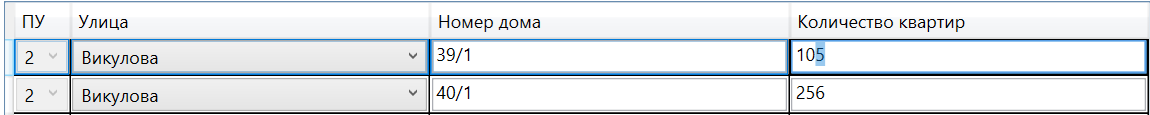 ПУ Улица Номер дома Количество квартир
2 Викулова 39/1 105
2 Викулова 40/1 256